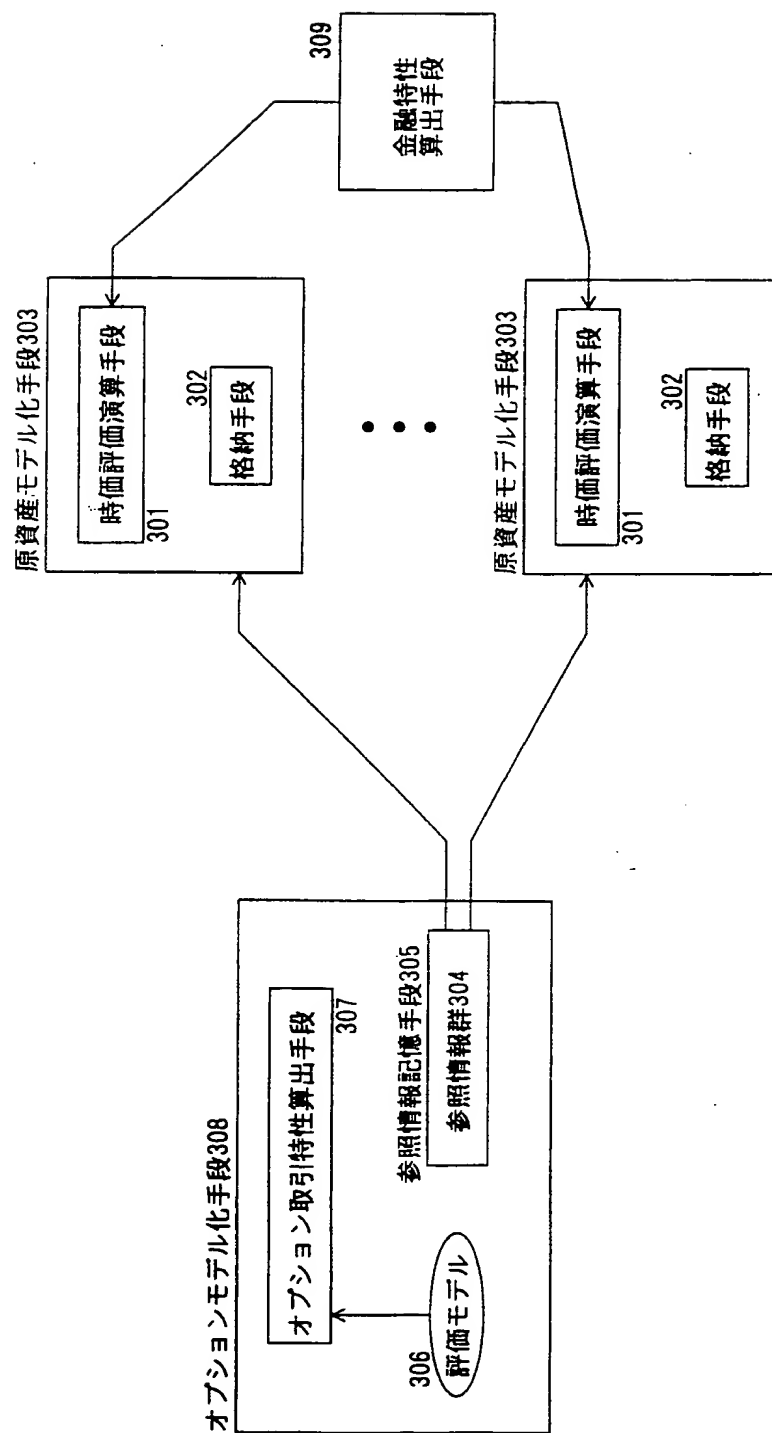 オプションモデル化手段308
オプション取引特性算出手段
307
評価モデル
306
参照情報記憶手段305
参照情報群304
原資産モデル化手段303
時価評価演算手段
301
302
格納手段
原資産モデル化手段303
時価評価演算手段
301
302
格納手段
309
金融特性
算出手段